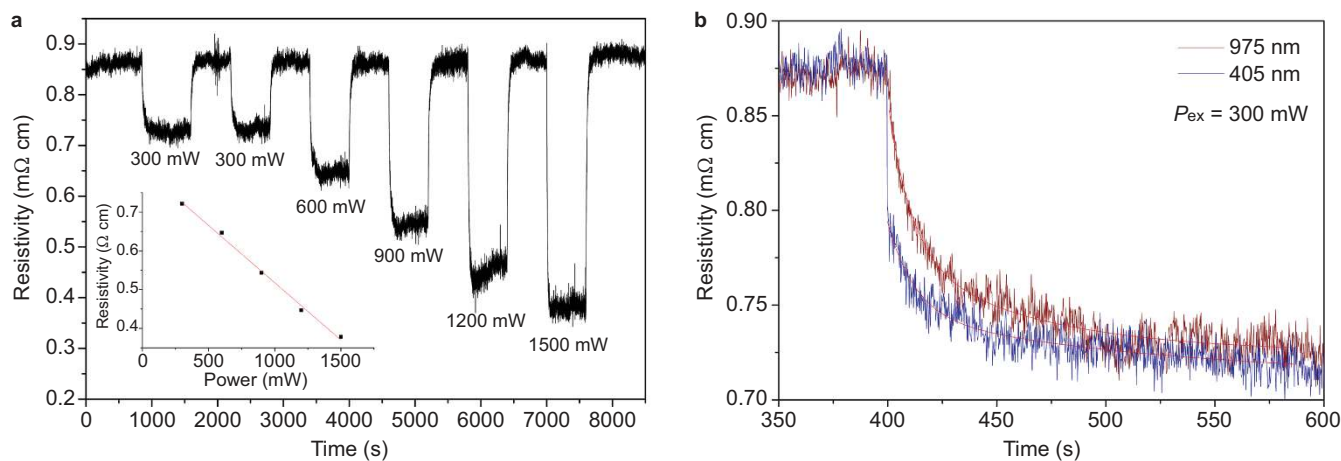 a
Resistivity (mΩ cm)
0.9
0.8
0.7
0.6
0.5
0.4
0.3
0.2
300 mW
300 mW
600 mW
900 mW
1200 mW
1500 mW
0 1000 2000 3000 4000 5000 6000 7000 8000
Time (s)
Resistivity (Ω cm)
0.7
0.6
0.5
0.4
0 500 1000 1500
Power (mW)
b
Resistivity (mΩ cm)
0.90
0.85
0.80
0.75
0.70
975 nm
405 nm
Pex = 300 mW
350 400 450 500 550 600
Time (s)